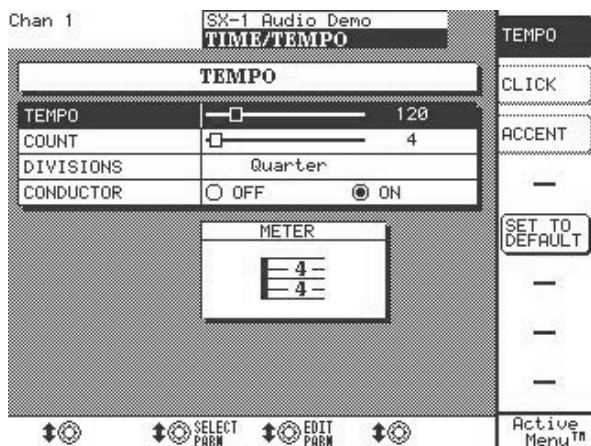 Chan 1
SX-1 Audio Demo
TIME/TEMPO
TEMPO
TEMPO 120
COUNT 4
DIVISIONS Quarter
CONDUCTOR OFF ON
METER
4
4
TEMPO
CLICK
ACCENT
SET TO
DEFAULT
SELECT
PARM
EDIT
PARM
Active
Menu™